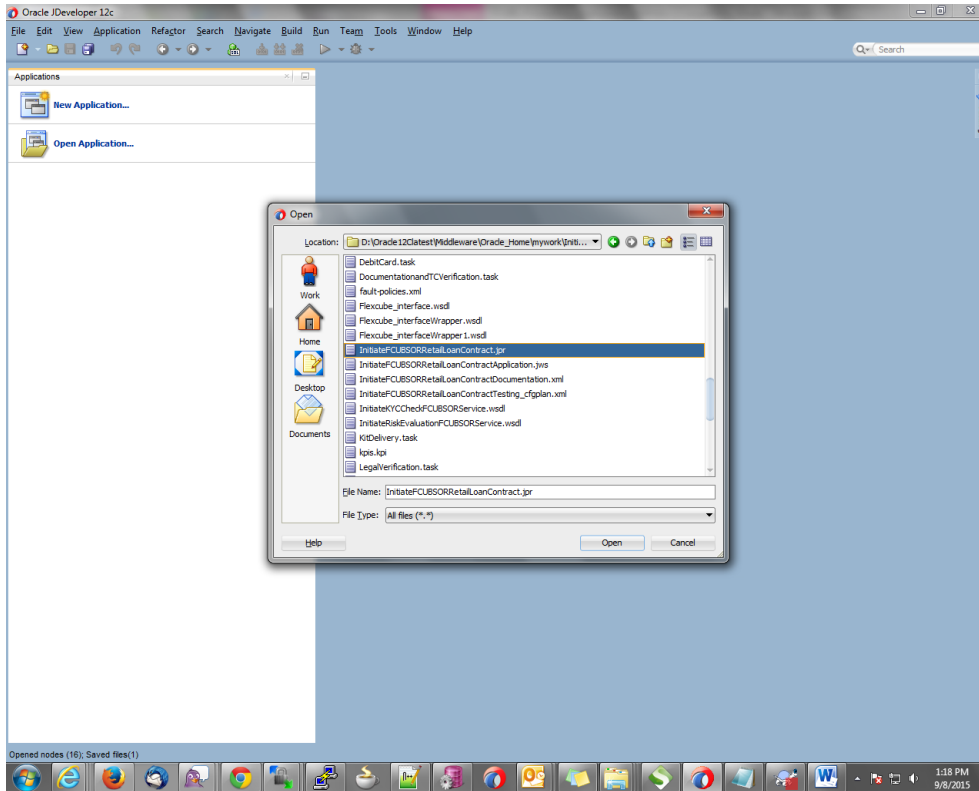 Oracle JDeveloper 12c
File Edit View Application Refactor Search Navigate Build Run Team Tools Window Help
Search
Applications
New Application...
Open Application...
Open
Location: D:\Oracle12Clatest\Middleware\Oracle_Home\mywork\Initi...
Work
Home
Desktop
Documents
DebitCard.task
DocumentationandTCVerification.task
fault-policies.xml
Flexcube_interface.wsdl
Flexcube_interfaceWrapper.wsdl
Flexcube_interfaceWrapper1.wsdl
InitiateFCUBSORRetailLoanContract.jpr
InitiateFCUBSORRetailLoanContractApplication.jws
InitiateFCUBSORRetailLoanContractDocumentation.xml
InitiateFCUBSORRetailLoanContractTesting_cfgplan.xml
InitiateKYCCheckFCUBSORService.wsdl
InitiateRiskEvaluationFCUBSORService.wsdl
KitDelivery.task
kpis.kpi
LegalVerification.task
File Name: InitiateFCUBSORRetailLoanContract.jpr
File Type: All files (*.*)
Help Open Cancel
Opened nodes (16); Saved files(1)
1:18 PM
9/8/2015